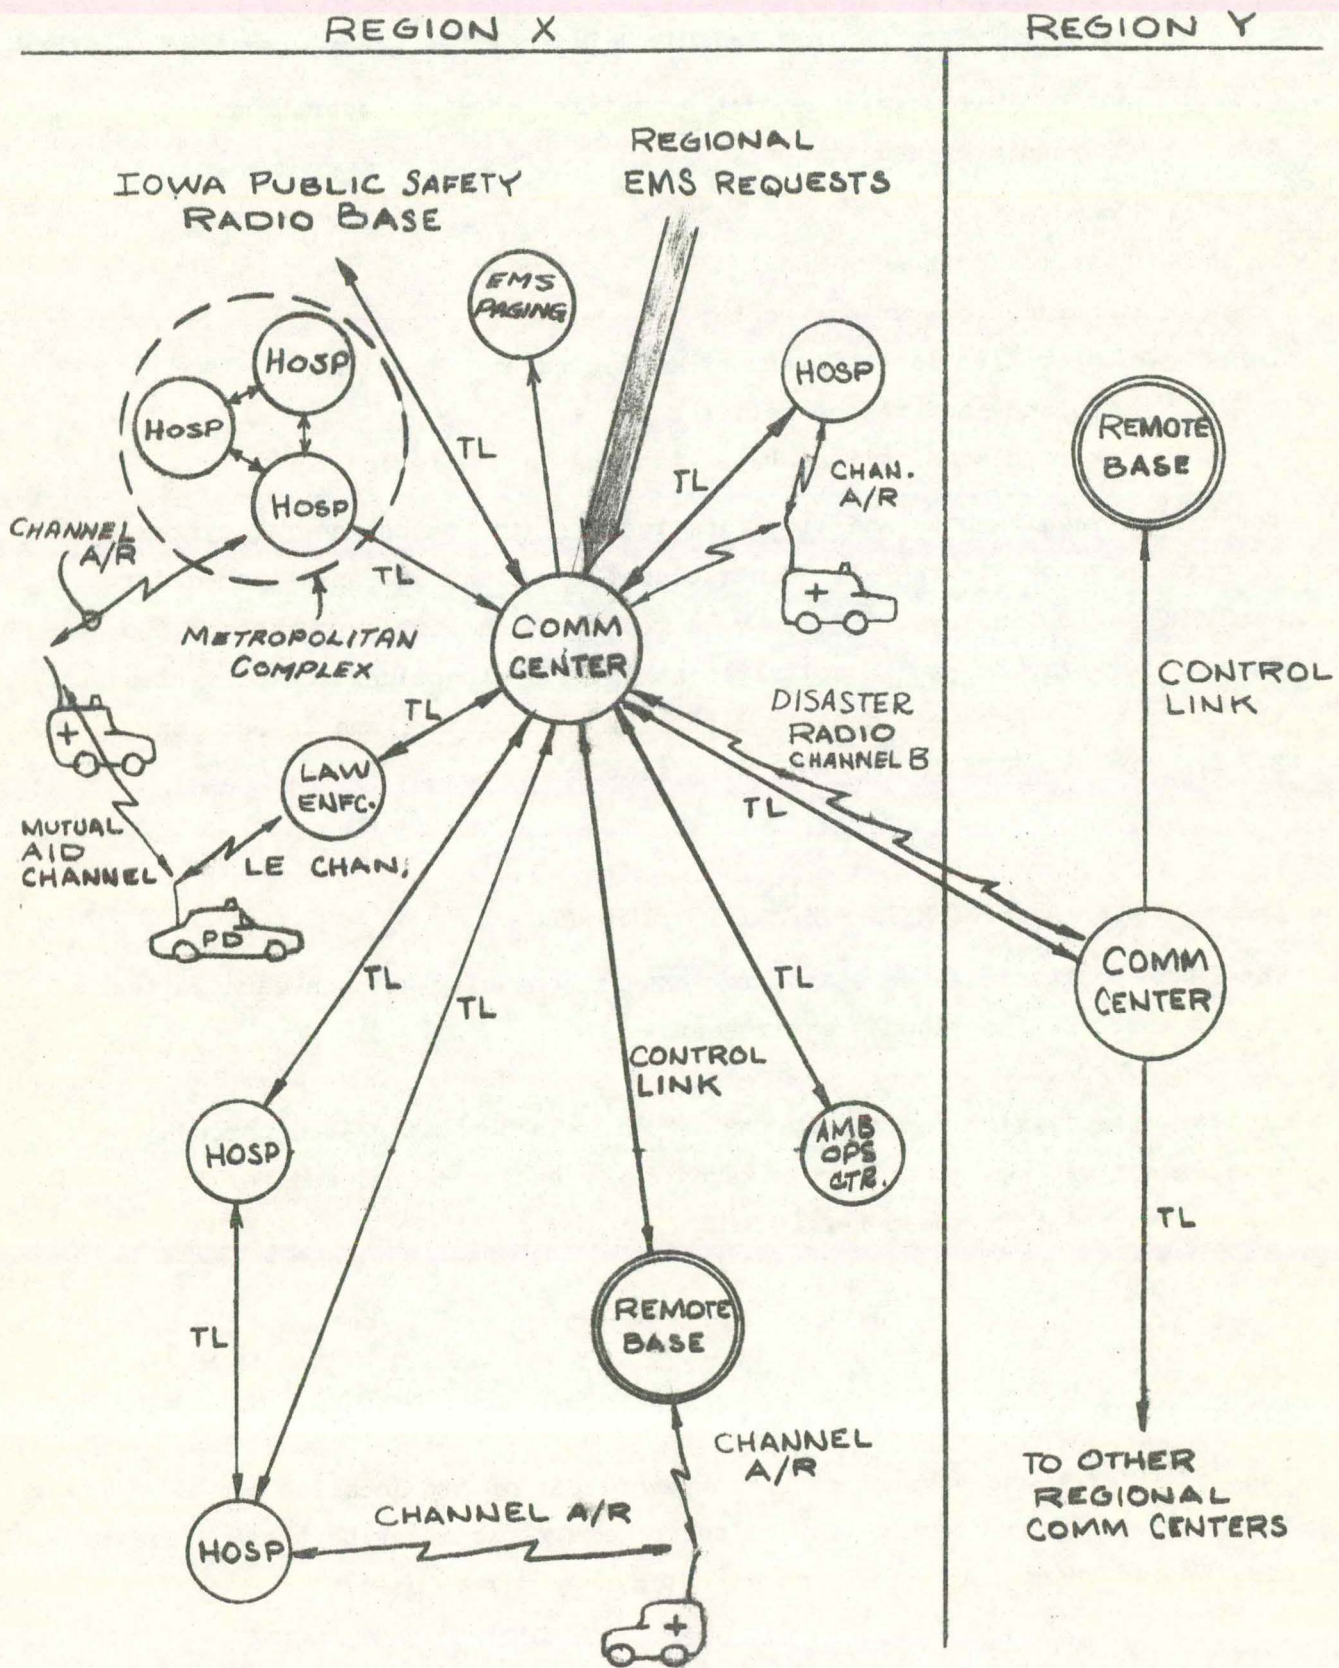 REGION X
REGION Y
REGIONAL
EMS REQUESTS
IOWA PUBLIC SAFETY
RADIO BASE
EMS
PAGING
HOSP
HOSP
HOSP
HOSP
TL
TL
CHAN.
A/R
REMOTE
BASE
CHANNEL
A/R
TL
METROPOLITAN
COMPLEX
COMM
CENTER
CONTROL
LINK
DISASTER
RADIO
CHANNEL B
TL
TL
LAW
ENFC.
MUTUAL
AID
CHANNEL
LE CHAN.
PD
TL
TL
TL
COMM
CENTER
CONTROL
LINK
HOSP
AMB
OPS
CTR.
TL
TL
REMOTE
BASE
CHANNEL
A/R
TO OTHER
REGIONAL
COMM CENTERS
CHANNEL A/R
HOSP